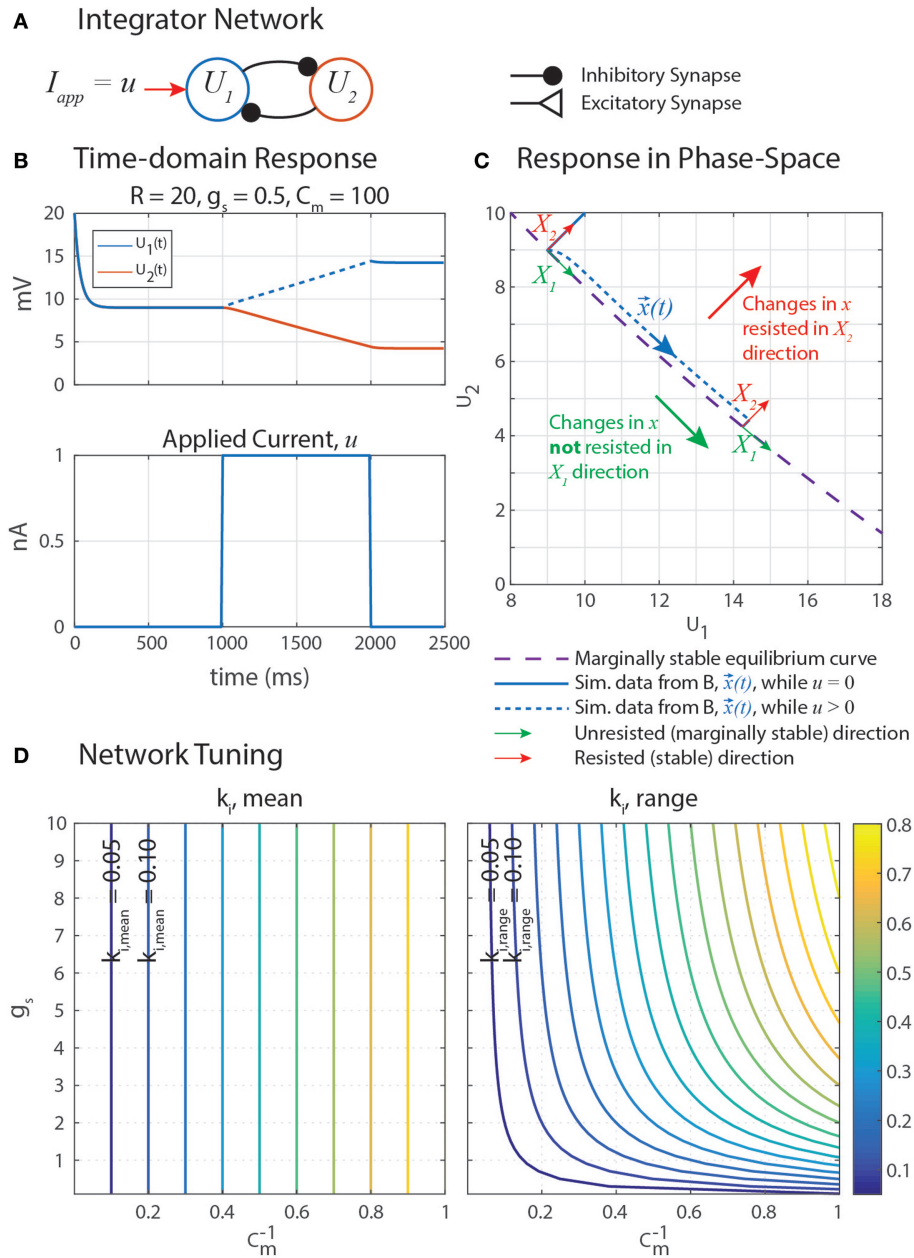 A Integrator Network
I_app = u
U_1
U_2
Inhibitory Synapse
Excitatory Synapse
B Time-domain Response
R = 20, g_s = 0.5, C_m = 100
20
15
10
5
0
mV
U_1(t)
U_2(t)
Applied Current, u
1
0.5
0
nA
0 500 1000 1500 2000 2500
time (ms)
C Response in Phase-Space
10
8
6
4
2
0
U_2
X_2
X_1
x⃗(t)
Changes in x
resisted in X_2
direction
Changes in x
not resisted in
X_1 direction
X_2
X_1
8 10 12 14 16 18
U_1
Marginally stable equilibrium curve
Sim. data from B, x⃗(t), while u = 0
Sim. data from B, x⃗(t), while u > 0
Unresisted (marginally stable) direction
Resisted (stable) direction
D Network Tuning
k_i, mean
10
9
8
7
6
5
4
3
2
1
g_s
k_i,mean = 0.05
k_i,mean = 0.10
0.2 0.4 0.6 0.8 1
C_m^-1
k_i, range
k_i,range = 0.05
k_i,range = 0.10
0.2 0.4 0.6 0.8 1
C_m^-1
0.8
0.7
0.6
0.5
0.4
0.3
0.2
0.1